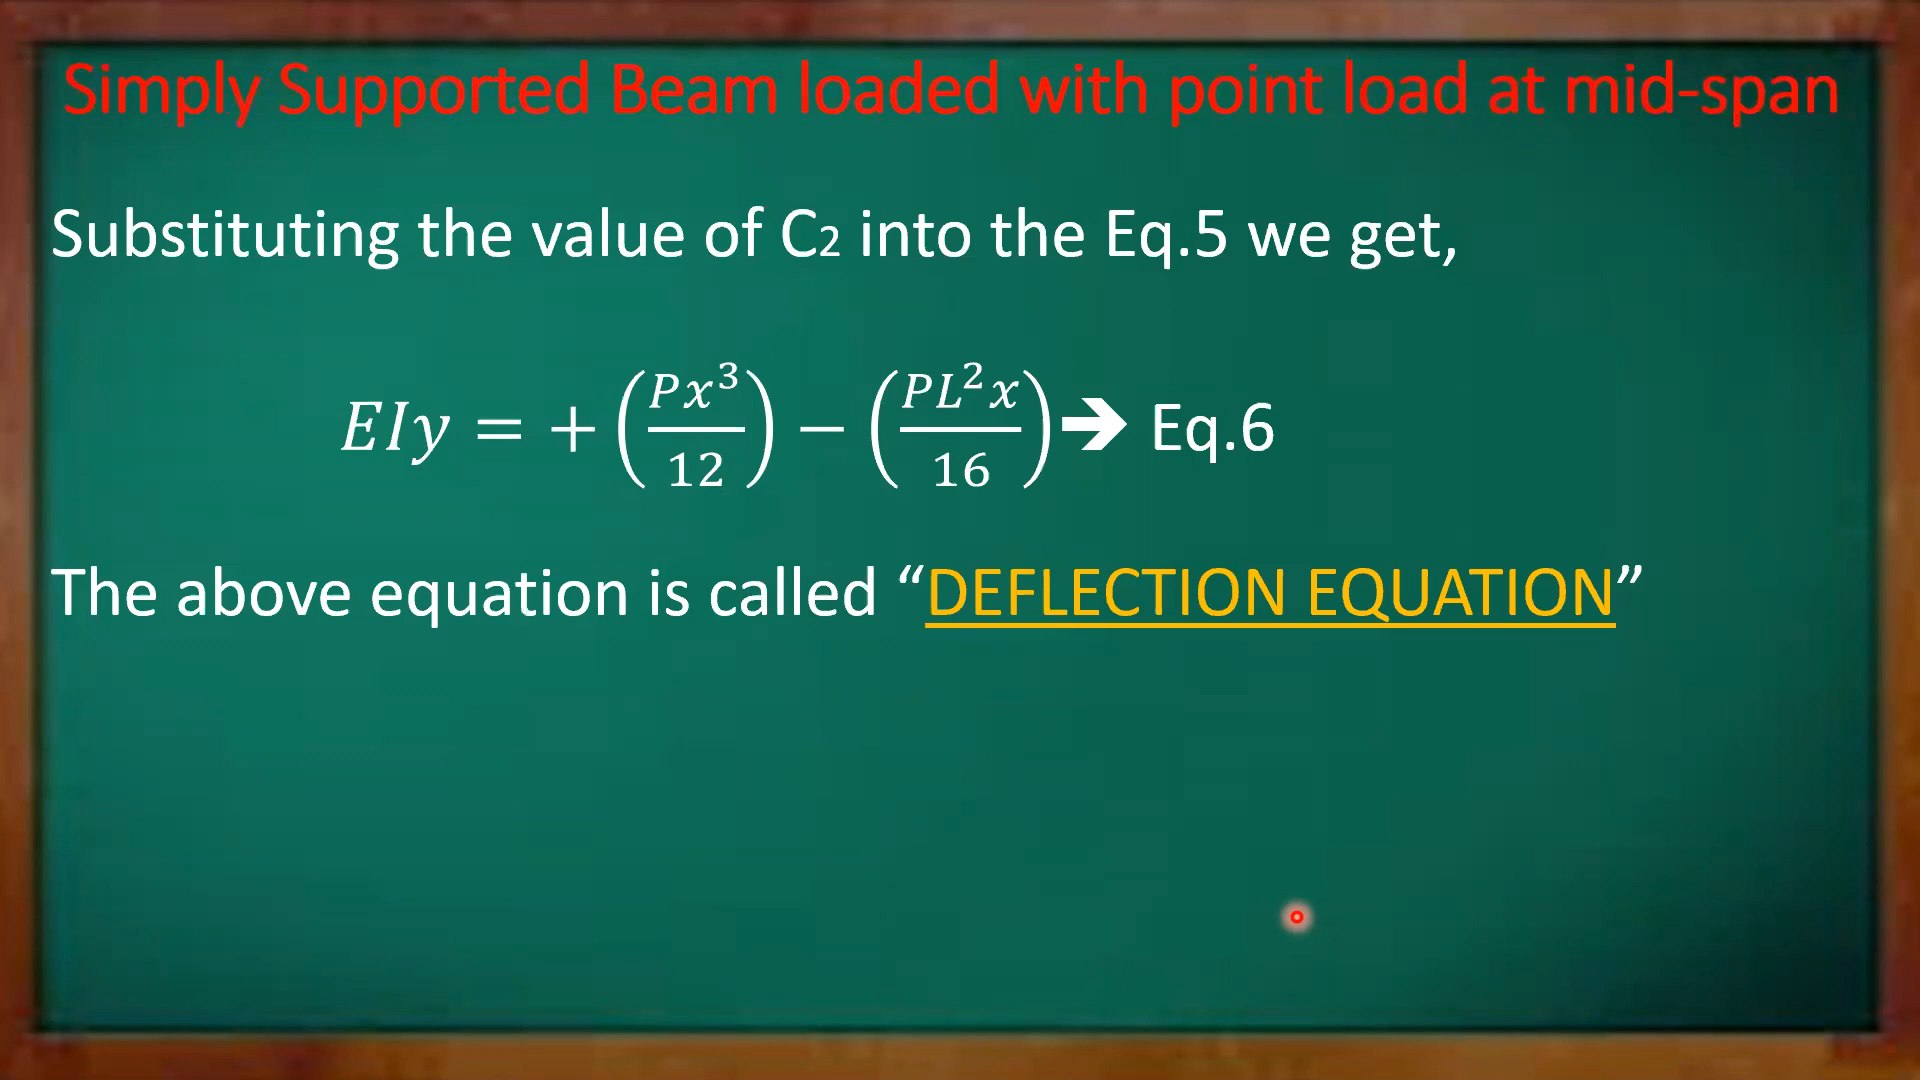 Simply Supported Beam loaded with point load at mid-span
Substituting the value of C₂ into the Eq.5 we get,
EIy = + (Px³/12) − (PL²x/16) 🡺 Eq.6
The above equation is called “DEFLECTION EQUATION”